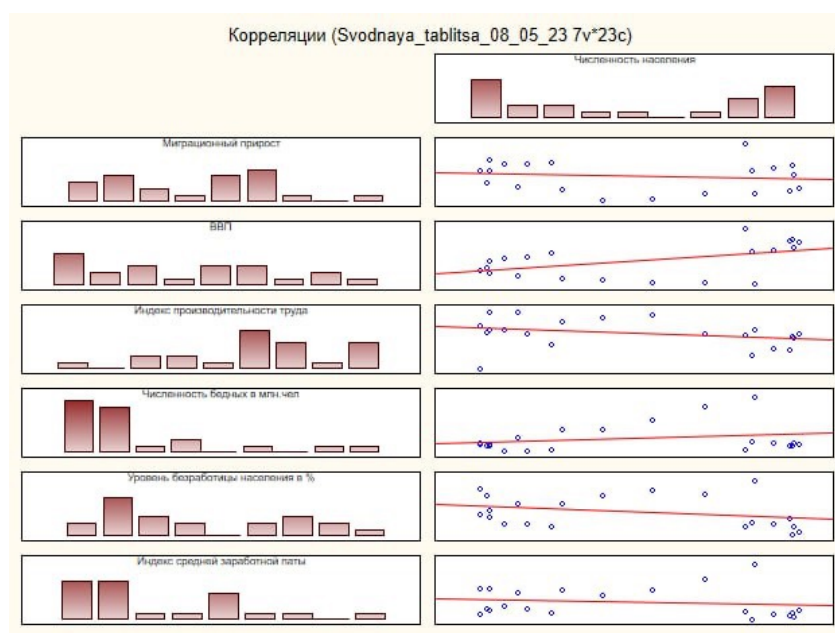 Корреляции (Svodnaya_tablitsa_08_05_23 7v*23c)
Численность населения
Миграционный прирост
ВВП
Индекс производительности труда
Численность бедных в млн.чел
Уровень безработицы населения в %
Индекс средней заработной паты